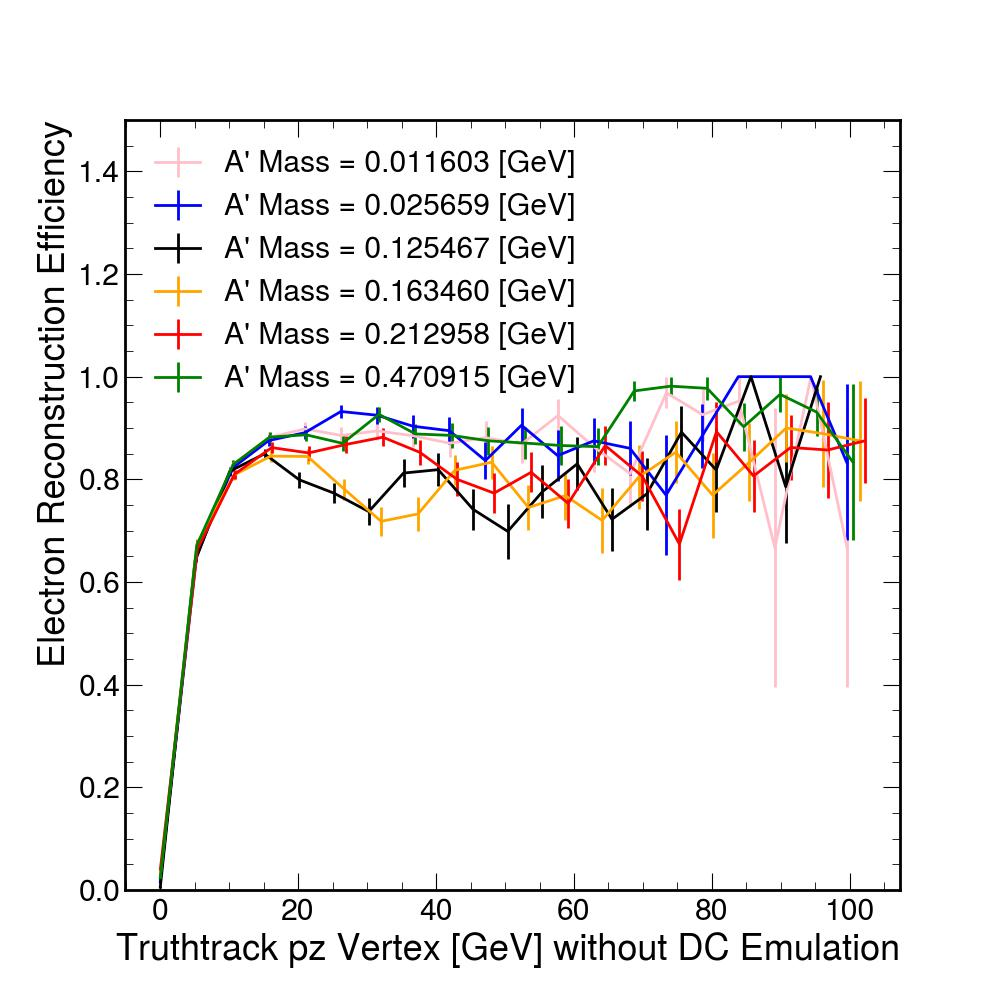 Electron Reconstruction Efficiency
1.4
1.2
1.0
0.8
0.6
0.4
0.2
0.0
A' Mass = 0.011603 [GeV]
A' Mass = 0.025659 [GeV]
A' Mass = 0.125467 [GeV]
A' Mass = 0.163460 [GeV]
A' Mass = 0.212958 [GeV]
A' Mass = 0.470915 [GeV]
0 20 40 60 80 100
Truthtrack pz Vertex [GeV] without DC Emulation